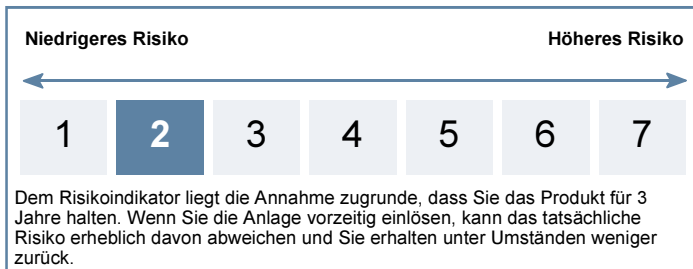 Niedrigeres Risiko Höheres Risiko
1 2 3 4 5 6 7
Dem Risikoindikator liegt die Annahme zugrunde, dass Sie das Produkt für 3
Jahre halten. Wenn Sie die Anlage vorzeitig einlösen, kann das tatsächliche
Risiko erheblich davon abweichen und Sie erhalten unter Umständen weniger
zurück.